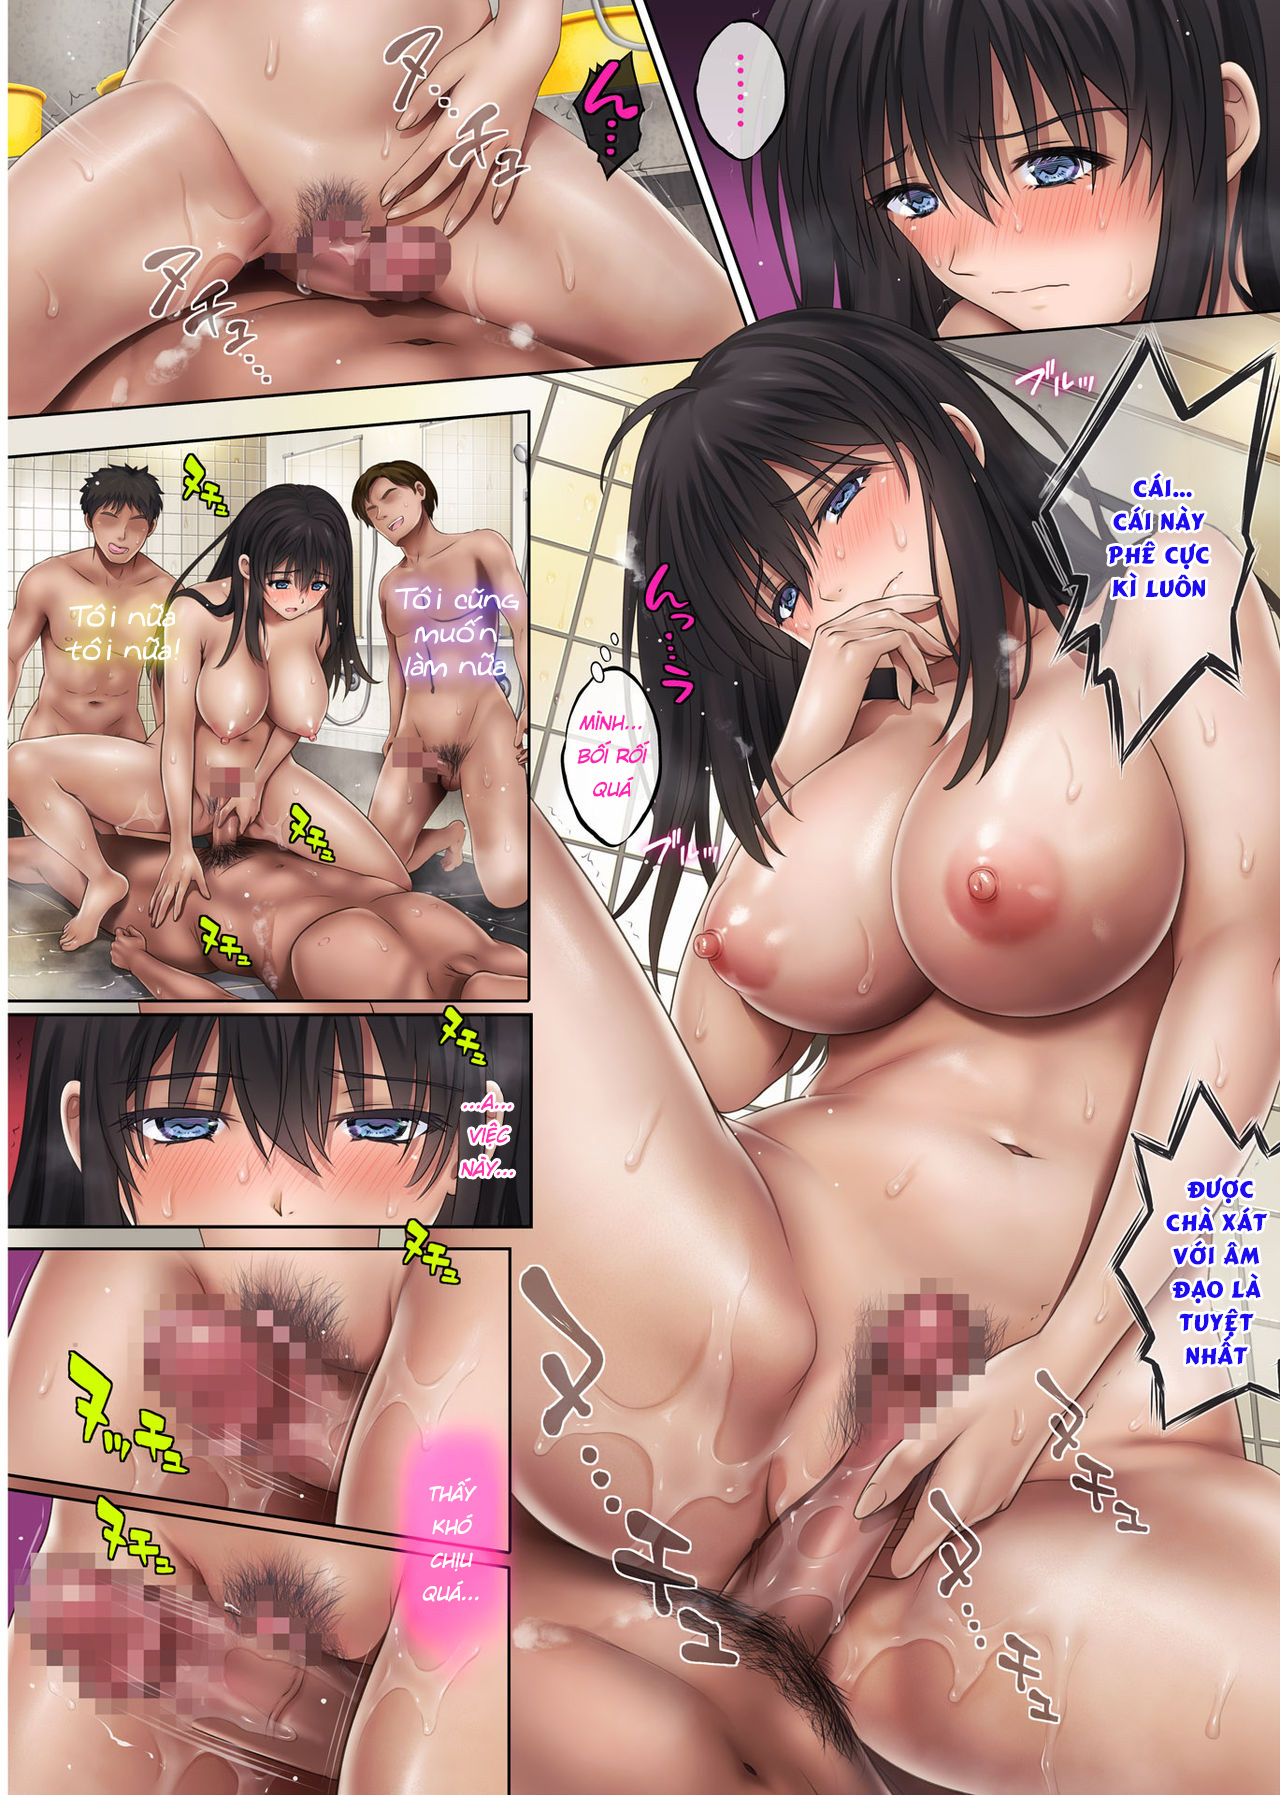 ん…
ヌチュ
ヌチュ…
………
ブルッ
CÁI...
CÁI NÀY
PHÊ CỰC
KÌ LUÔN
んっ…
ラ
MÌNH...
BỐI RỐI
QUÁ
ブルッ
ヌチュ
Tôi nữa
tôi nữa!
Tôi cũng
muốn
làm nữa
ヌチュ
ヌチュ
ĐƯỢC
CHÀ XÁT
VỚI ÂM
ĐẠO LÀ
TUYỆT
NHẤT
ヌチュ
...A...
VIỆC
NÀY...
ヌチュ
ヌッチュ
ヌチュ
THẤY
KHÓ
CHỊU
QUÁ...
ヌ…チュ
ヌチュ
ヌ…チュ